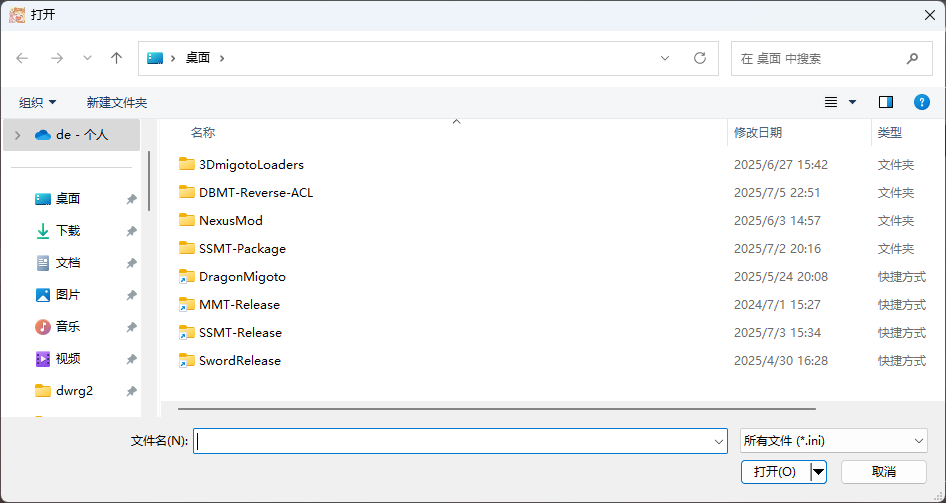 打开
桌面
在 桌面 中搜索
组织
新建文件夹
de - 个人
桌面
下载
文档
图片
音乐
视频
dwrg2
名称 修改日期 类型
3DmigotoLoaders 2025/6/27 15:42 文件夹
DBMT-Reverse-ACL 2025/7/5 22:51 文件夹
NexusMod 2025/6/3 14:57 文件夹
SSMT-Package 2025/7/2 20:16 文件夹
DragonMigoto 2025/5/24 20:08 快捷方式
MMT-Release 2024/7/1 15:27 快捷方式
SSMT-Release 2025/7/3 15:34 快捷方式
SwordRelease 2025/4/30 16:28 快捷方式
文件名(N):
所有文件 (*.ini)
打开(O)
取消